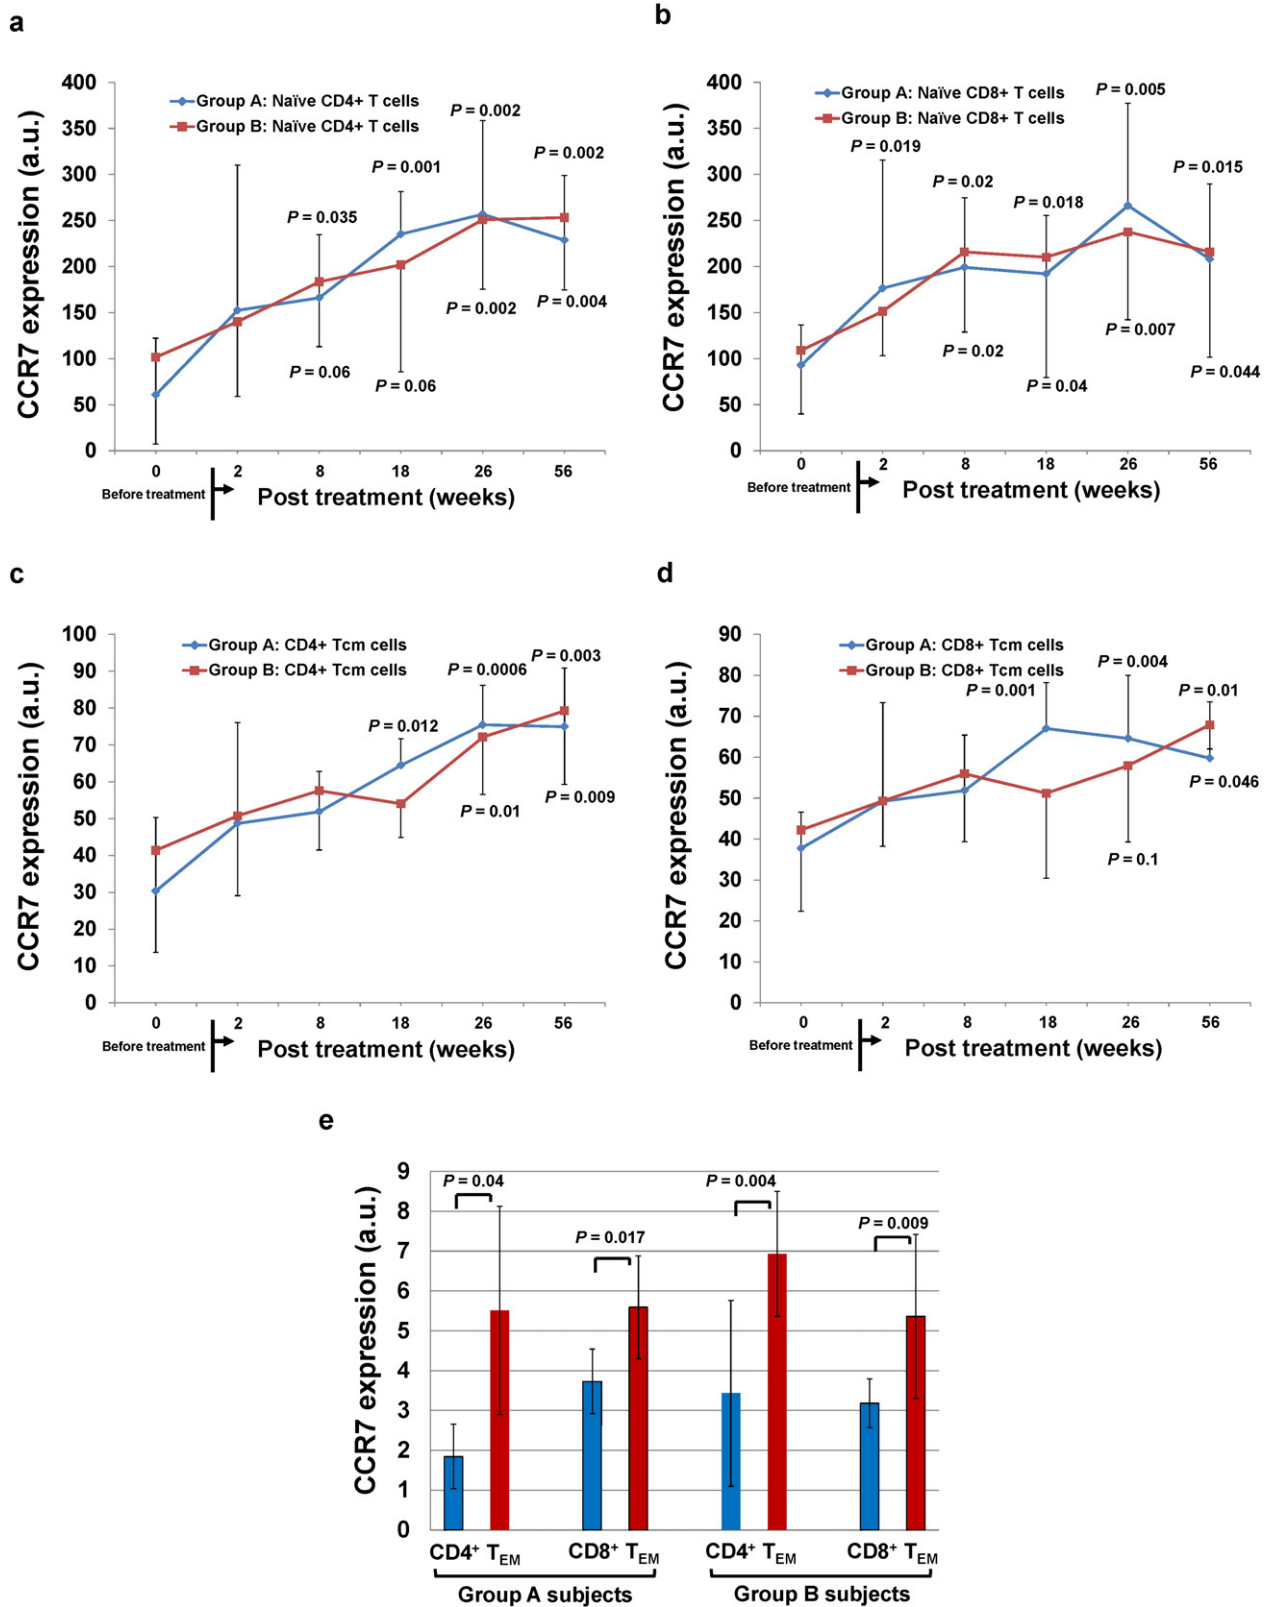 a
CCR7 expression (a.u.)
400
350
300
250
200
150
100
50
0
Group A: Naïve CD4+ T cells
Group B: Naïve CD4+ T cells
P = 0.035
P = 0.001
P = 0.002
P = 0.002
P = 0.06
P = 0.06
P = 0.002
P = 0.004
0 2 8 18 26 56
Before treatment
Post treatment (weeks)
b
CCR7 expression (a.u.)
400
350
300
250
200
150
100
50
0
Group A: Naïve CD8+ T cells
Group B: Naïve CD8+ T cells
P = 0.019
P = 0.02
P = 0.018
P = 0.005
P = 0.015
P = 0.02
P = 0.04
P = 0.007
P = 0.044
0 2 8 18 26 56
Before treatment
Post treatment (weeks)
c
CCR7 expression (a.u.)
100
90
80
70
60
50
40
30
20
10
0
Group A: CD4+ Tcm cells
Group B: CD4+ Tcm cells
P = 0.012
P = 0.0006
P = 0.003
P = 0.01
P = 0.009
0 2 8 18 26 56
Before treatment
Post treatment (weeks)
d
CCR7 expression (a.u.)
90
80
70
60
50
40
30
20
10
0
Group A: CD8+ Tcm cells
Group B: CD8+ Tcm cells
P = 0.001
P = 0.004
P = 0.01
P = 0.046
P = 0.1
0 2 8 18 26 56
Before treatment
Post treatment (weeks)
e
CCR7 expression (a.u.)
9
8
7
6
5
4
3
2
1
0
P = 0.04
P = 0.017
P = 0.004
P = 0.009
CD4⁺ T_EM CD8⁺ T_EM CD4⁺ T_EM CD8⁺ T_EM
Group A subjects Group B subjects